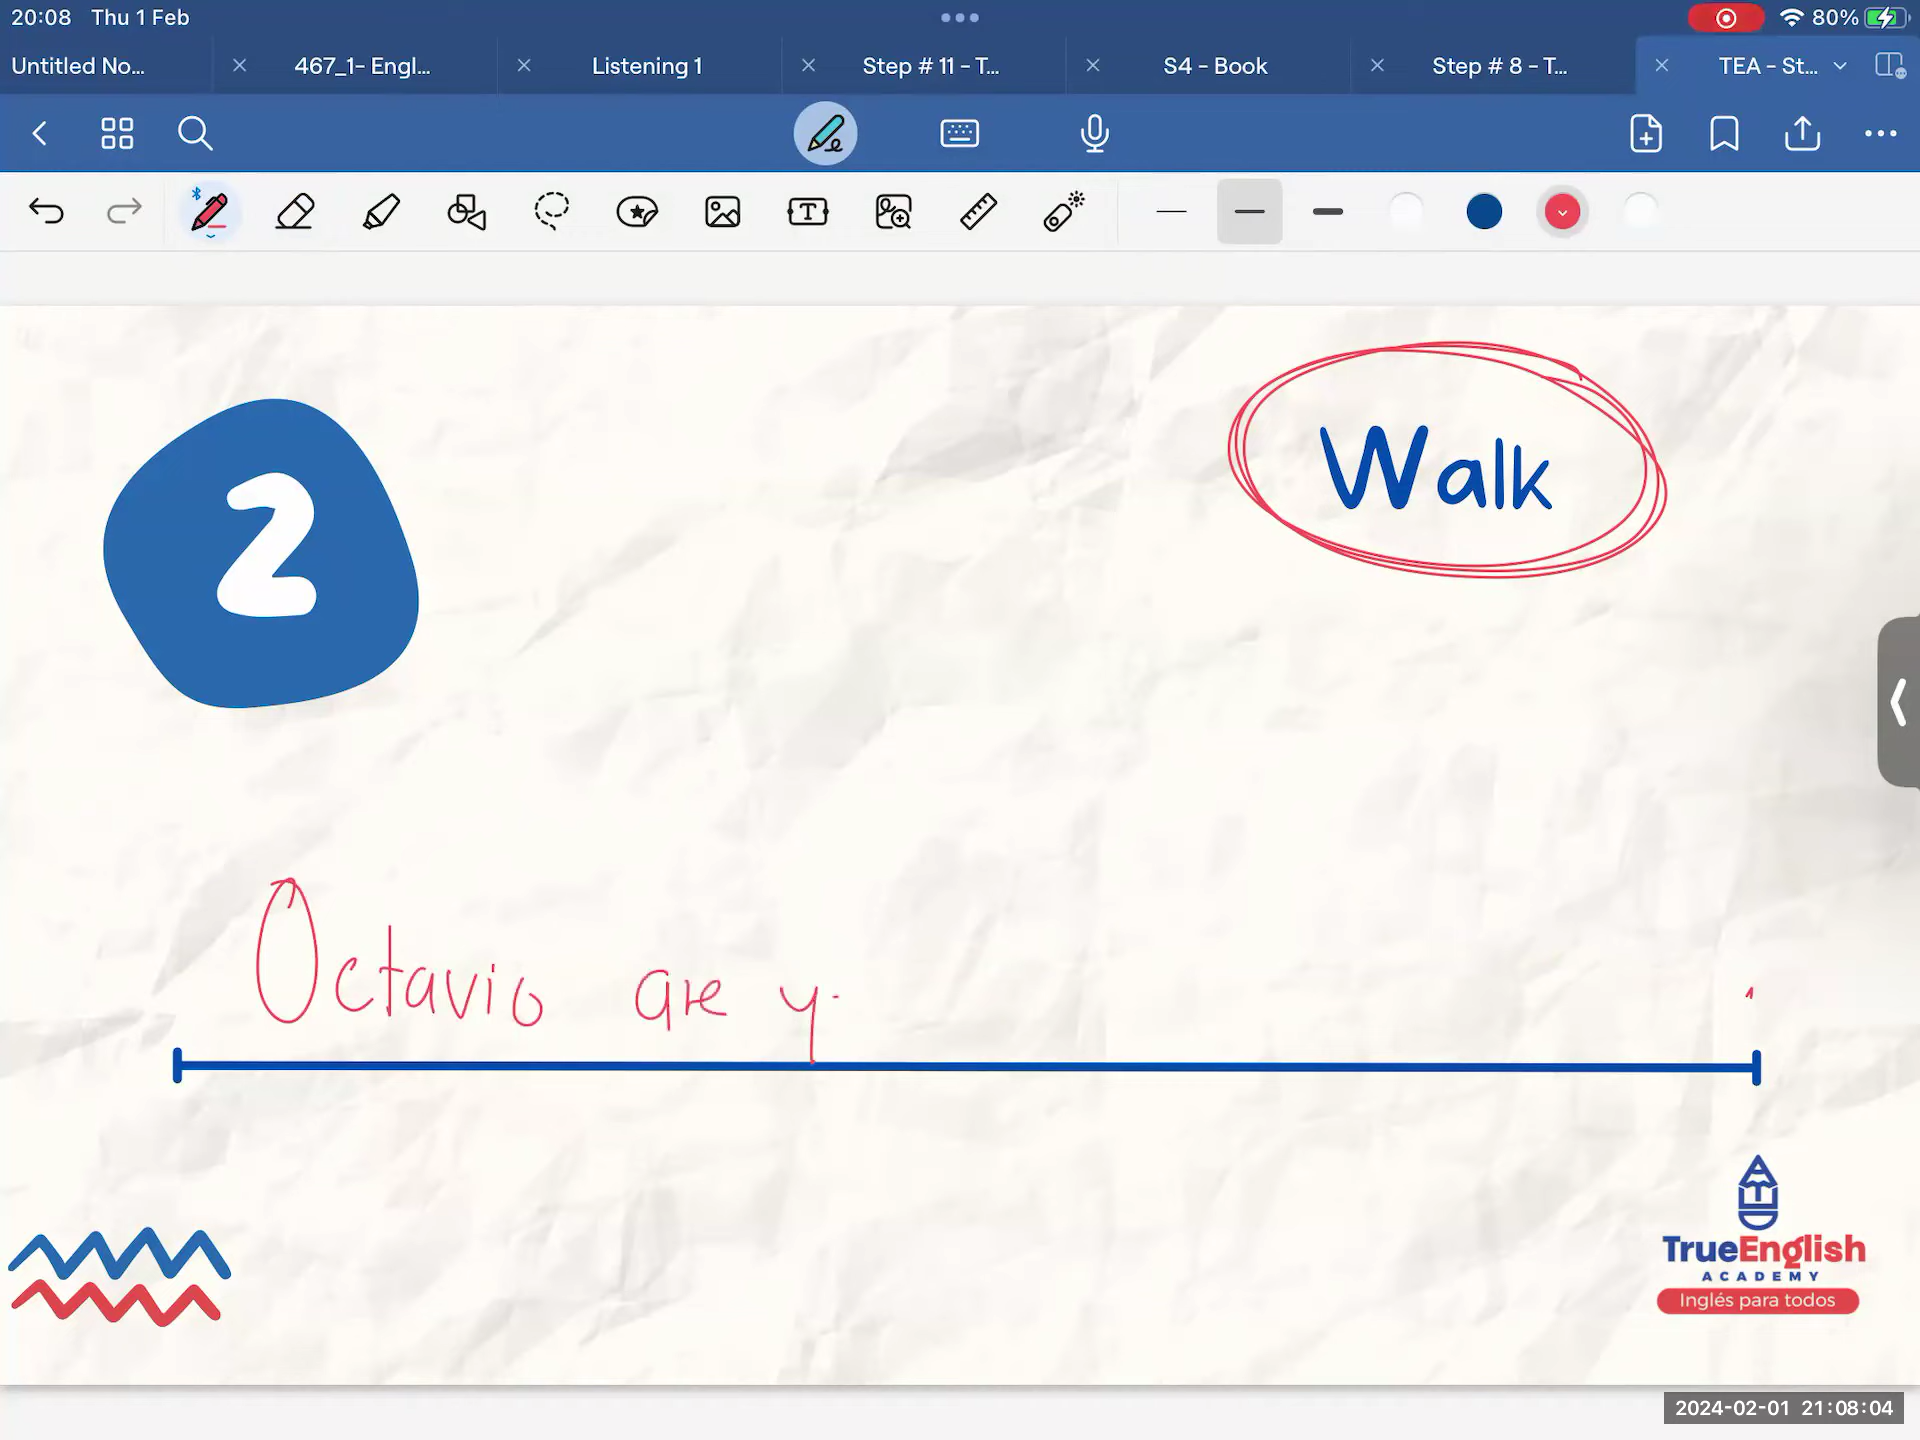 20:08 Thu 1 Feb
80%
Untitled No...
467_1- Engl...
Listening 1
Step # 11 - T...
S4 - Book
Step # 8 - T...
TEA - St...
2
Walk
Octavio are y
TrueEnglish
ACADEMY
Inglés para todos
2024-02-01 21:08:04